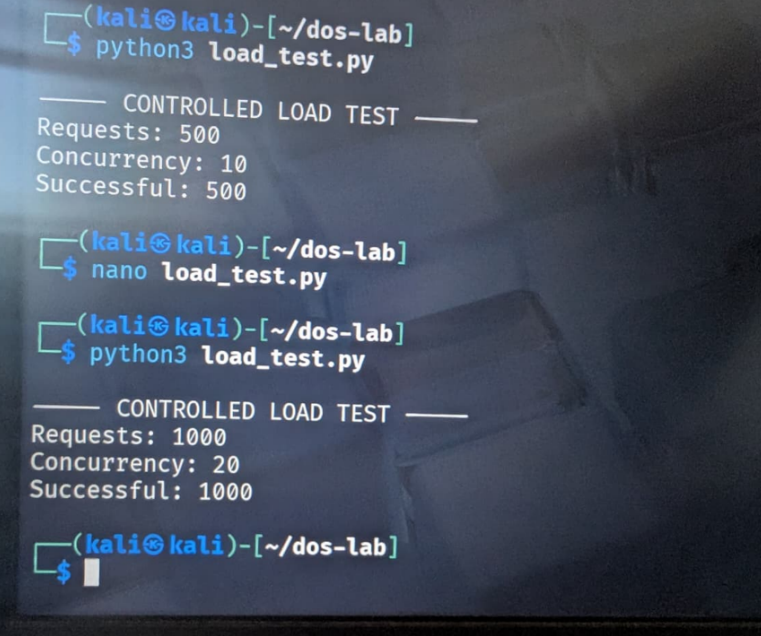 ┌──(kali㉿kali)-[~/dos-lab]
└─$ python3 load_test.py
——— CONTROLLED LOAD TEST ———
Requests: 500
Concurrency: 10
Successful: 500
┌──(kali㉿kali)-[~/dos-lab]
└─$ nano load_test.py
┌──(kali㉿kali)-[~/dos-lab]
└─$ python3 load_test.py
——— CONTROLLED LOAD TEST ———
Requests: 1000
Concurrency: 20
Successful: 1000
┌──(kali㉿kali)-[~/dos-lab]
└─$